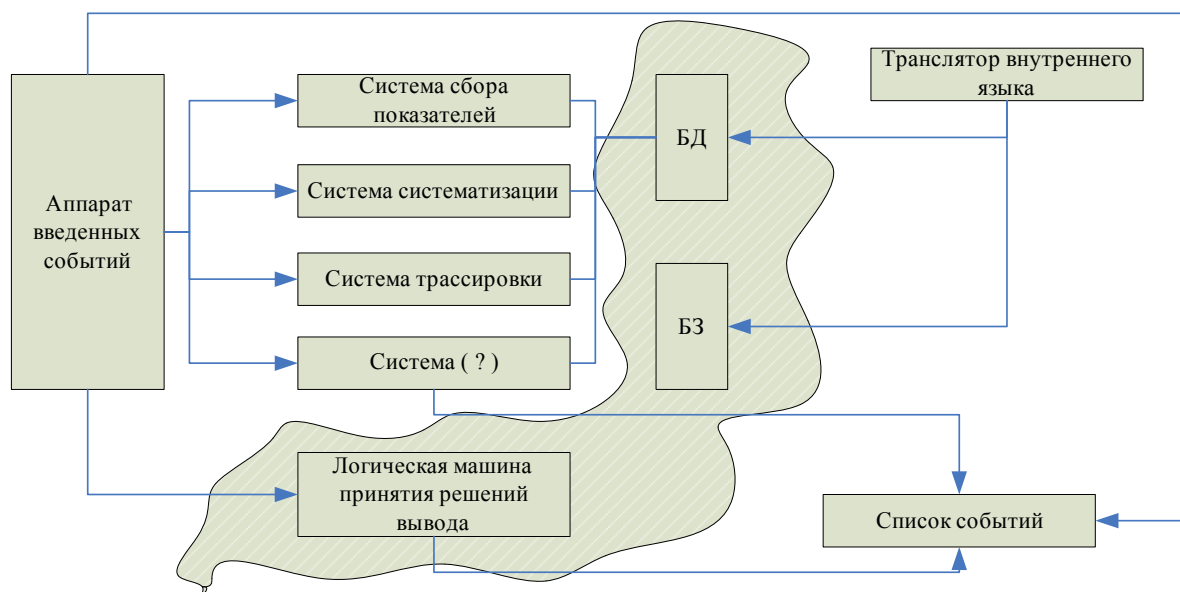 Аппарат
введенных
событий
Система сбора
показателей
Система систематизации
Система трассировки
Система ( ? )
Логическая машина
принятия решений
вывода
БД
БЗ
Транслятор внутреннего
языка
Список событий